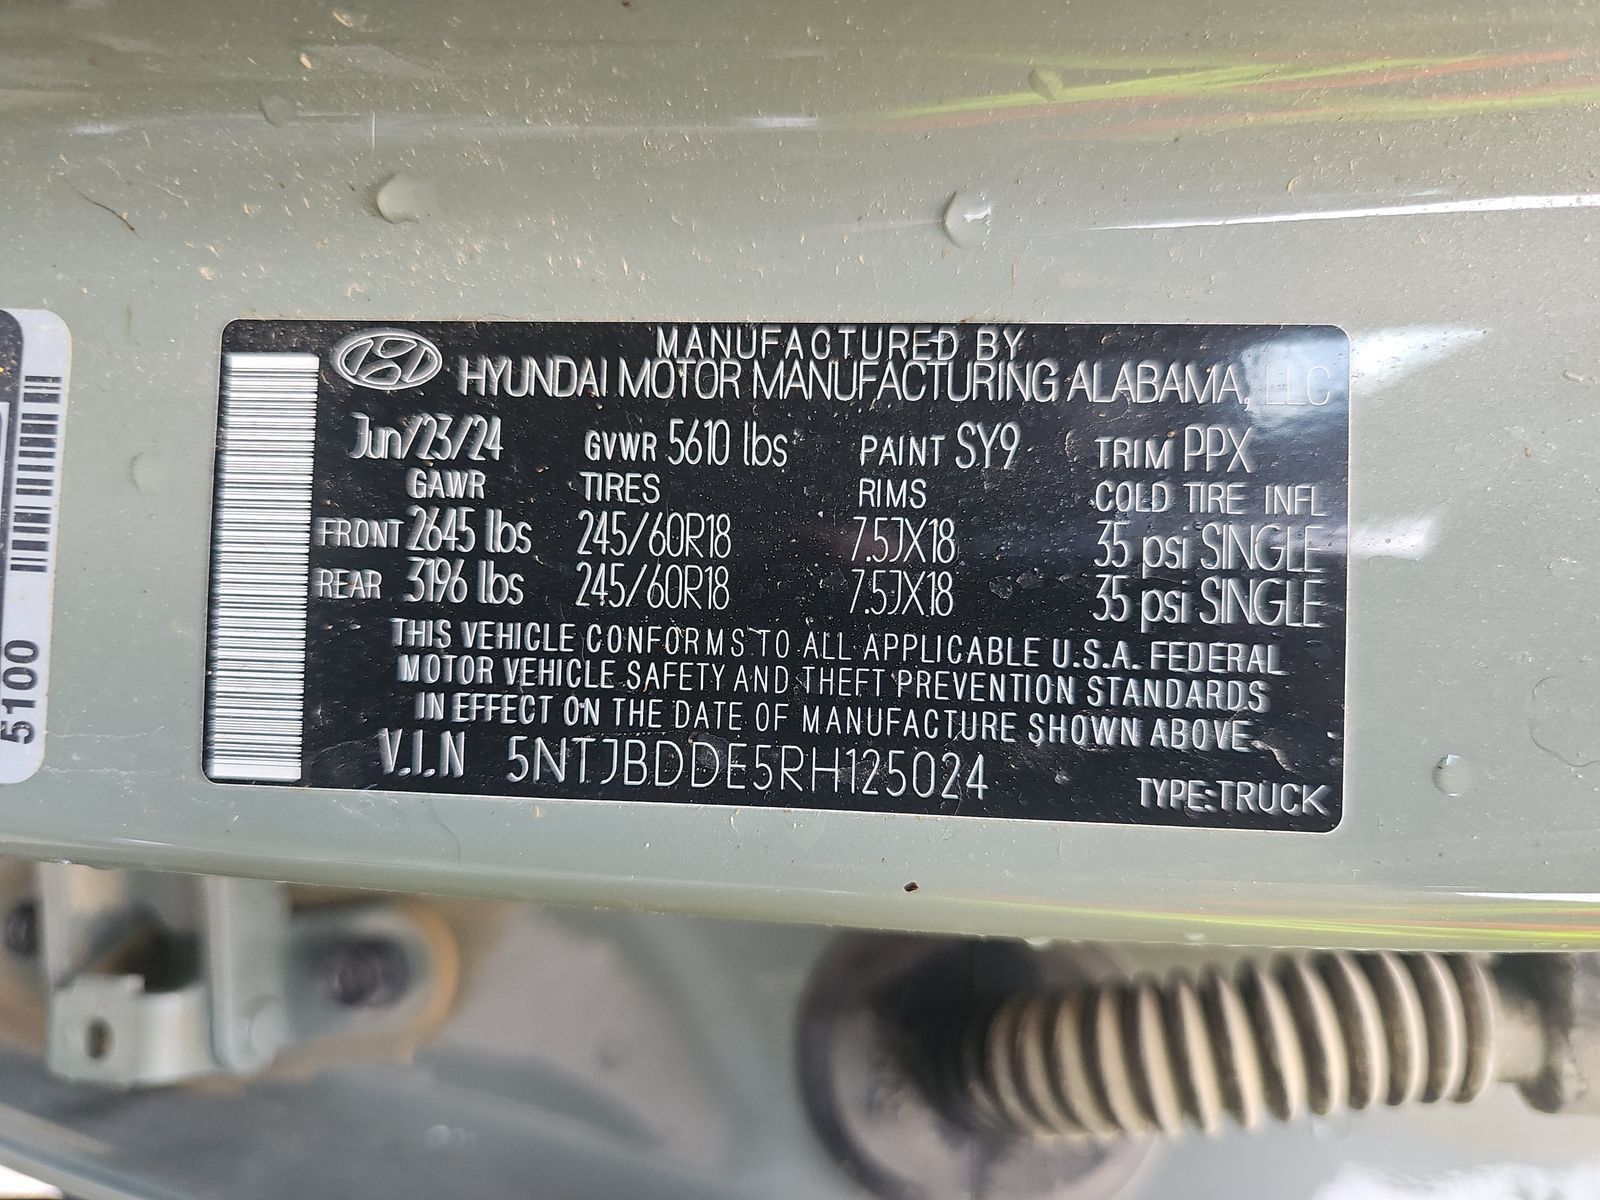 MANUFACTURED BY
HYUNDAI MOTOR MANUFACTURING ALABAMA, LLC
Jun/23/24 GVWR 5610 lbs PAINT SY9 TRIM PPX
GAWR TIRES RIMS COLD TIRE INFL
FRONT 2645 lbs 245/60R18 7.5JX18 35 psi SINGLE
REAR 3196 lbs 245/60R18 7.5JX18 35 psi SINGLE
THIS VEHICLE CONFORMS TO ALL APPLICABLE U.S.A. FEDERAL
MOTOR VEHICLE SAFETY AND THEFT PREVENTION STANDARDS
IN EFFECT ON THE DATE OF MANUFACTURE SHOWN ABOVE.
V.I.N 5NTJBDDE5RH125024 TYPE:TRUCK
5100